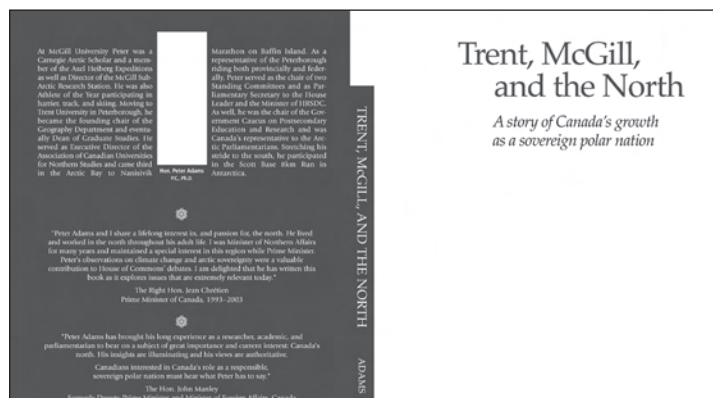 At McGill University Peter was a
Carnegie Arctic Scholar and a mem-
ber of the Axel Heiberg Expeditions
as well as Director of the McGill Sub-
Arctic Research Station. He was also
Athlete of the Year participating in
harrier, track, and skiing. Moving to
Trent University in Peterborough, he
became the founding chair of the
Geography Department and eventu-
ally Dean of Graduate Studies. He
served as Executive Director of the
Association of Canadian Universities
for Northern Studies and came third
in the Arctic Bay to Nanisivik
Hon. Peter Adams
P.C., Ph.D.
Marathon on Baffin Island. As a
representative of the Peterborough
riding both provincially and feder-
ally, Peter served as the chair of two
Standing Committees and as Par-
liamentary Secretary to the House
Leader and the Minister of HRSDC.
As well, he was the chair of the Gov-
ernment Caucus on Postsecondary
Education and Research and was
Canada's representative to the Arc-
tic Parliamentarians. Stretching his
stride to the south, he participated
in the Scott Base 8km Run in
Antarctica.
"Peter Adams and I share a lifelong interest in, and passion for, the north. He lived
and worked in the north throughout his adult life. I was Minister of Northern Affairs
for many years and maintained a special interest in this region while Prime Minister.
Peter's observations on climate change and arctic sovereignty were a valuable
contribution to House of Commons' debates. I am delighted that he has written this
book as it explores issues that are extremely relevant today."
The Right Hon. Jean Chrétien
Prime Minister of Canada, 1993–2003
"Peter Adams has brought his long experience as a researcher, academic, and
parliamentarian to bear on a subject of great importance and current interest: Canada's
north. His insights are illuminating and his views are authoritative.
Canadians interested in Canada's role as a responsible,
sovereign polar nation must hear what Peter has to say."
The Hon. John Manley
formerly Deputy Prime Minister and Minister of Foreign Affairs, Canada
TRENT, McGILL, AND THE NORTH
ADAMS
Trent, McGill,
and the North
A story of Canada's growth
as a sovereign polar nation